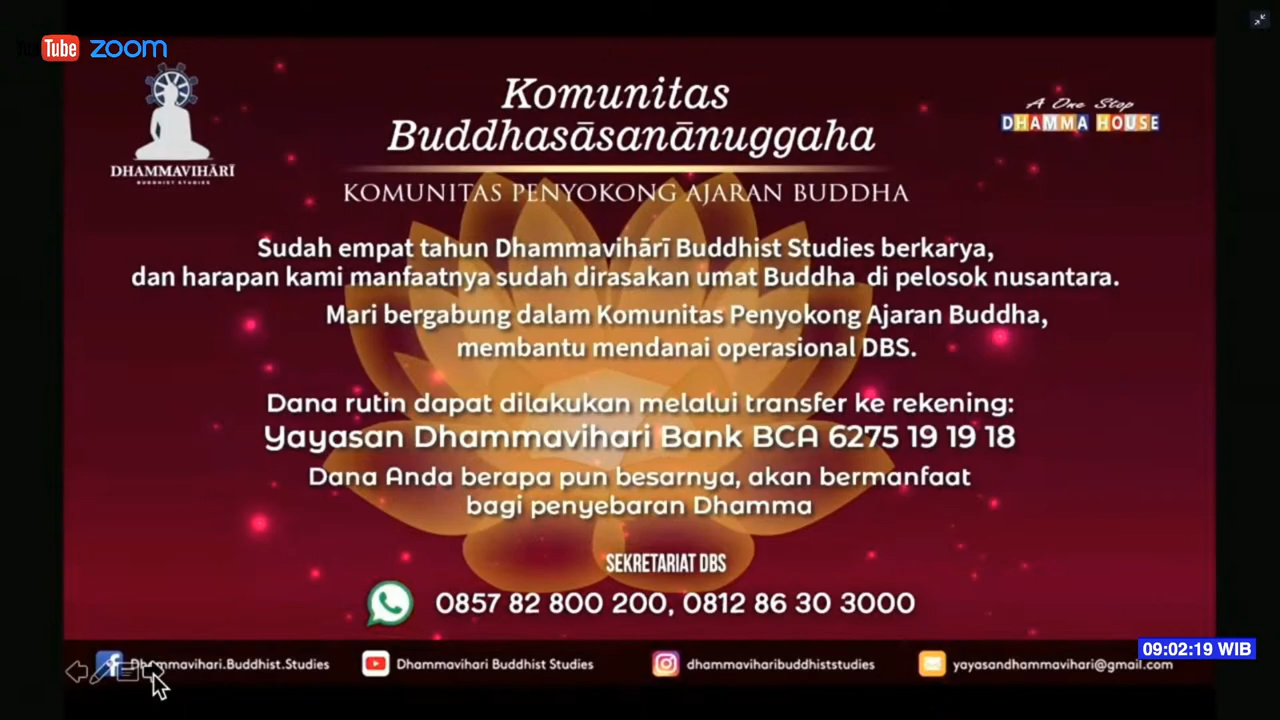 Tube zoom
Komunitas
Buddhasāsanānuggaha
KOMUNITAS PENYOKONG AJARAN BUDDHA
DHAMMAVIHĀRĪ
BUDDHIST STUDIES
A One Stop
DHAMMA HOUSE
Sudah empat tahun Dhammavihārī Buddhist Studies berkarya,
dan harapan kami manfaatnya sudah dirasakan umat Buddha di pelosok nusantara.
Mari bergabung dalam Komunitas Penyokong Ajaran Buddha,
membantu mendanai operasional DBS.
Dana rutin dapat dilakukan melalui transfer ke rekening:
Yayasan Dhammavihari Bank BCA 6275 19 19 18
Dana Anda berapa pun besarnya, akan bermanfaat
bagi penyebaran Dhamma
SEKRETARIAT DBS
0857 82 800 200, 0812 86 30 3000
09:02:19 WIB
Dhammavihari.Buddhist.Studies Dhammavihari Buddhist Studies dhammaviharibuddhiststudies yayasandhammavihari@gmail.com